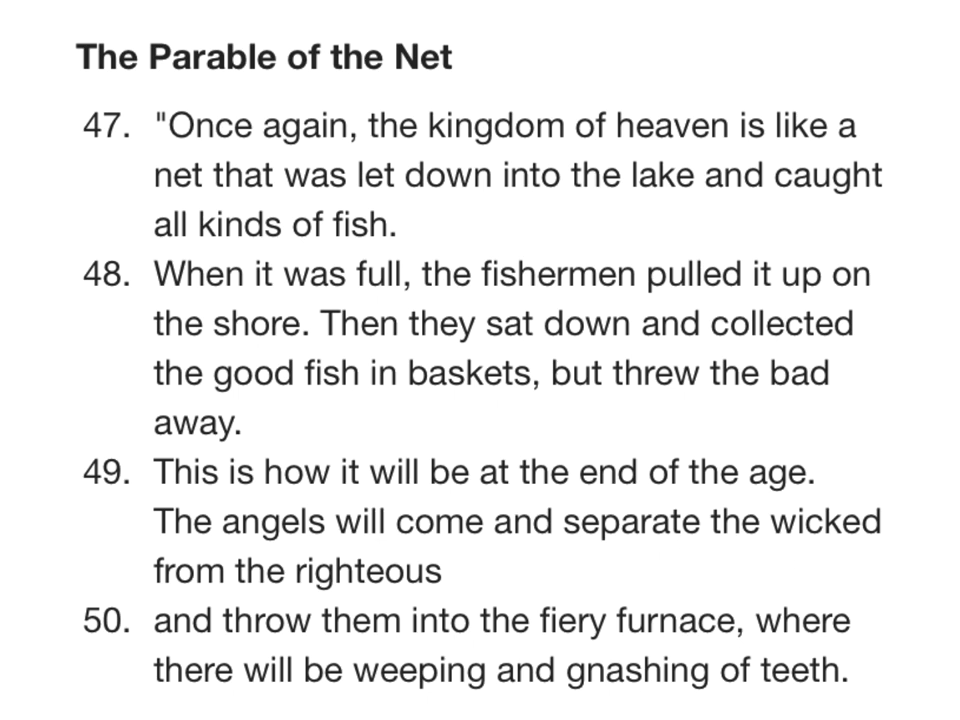 The Parable of the Net
47. "Once again, the kingdom of heaven is like a
net that was let down into the lake and caught
all kinds of fish.
48. When it was full, the fishermen pulled it up on
the shore. Then they sat down and collected
the good fish in baskets, but threw the bad
away.
49. This is how it will be at the end of the age.
The angels will come and separate the wicked
from the righteous
50. and throw them into the fiery furnace, where
there will be weeping and gnashing of teeth.